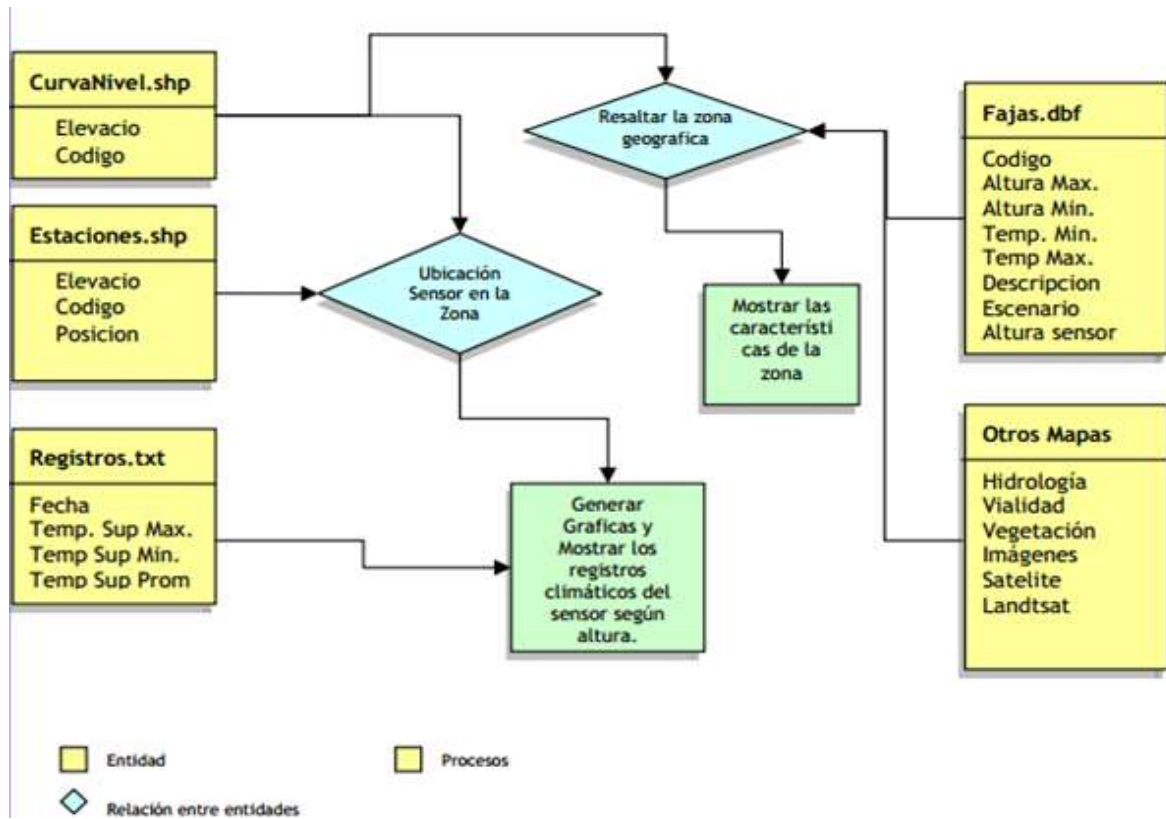 CurvaNivel.shp
Elevacio
Codigo
Estaciones.shp
Elevacio
Codigo
Posicion
Registros.txt
Fecha
Temp. Sup Max.
Temp Sup Min.
Temp Sup Prom
Resaltar la zona
geografica
Ubicación
Sensor en la
Zona
Mostrar las
característi
cas de la
zona
Generar
Graficas y
Mostrar los
registros
climáticos del
sensor según
altura.
Fajas.dbf
Codigo
Altura Max.
Altura Min.
Temp. Min.
Temp Max.
Descripcion
Escenario
Altura sensor
Otros Mapas
Hidrología
Vialidad
Vegetación
Imágenes
Satelite
Landtsat
Entidad
Procesos
Relación entre entidades